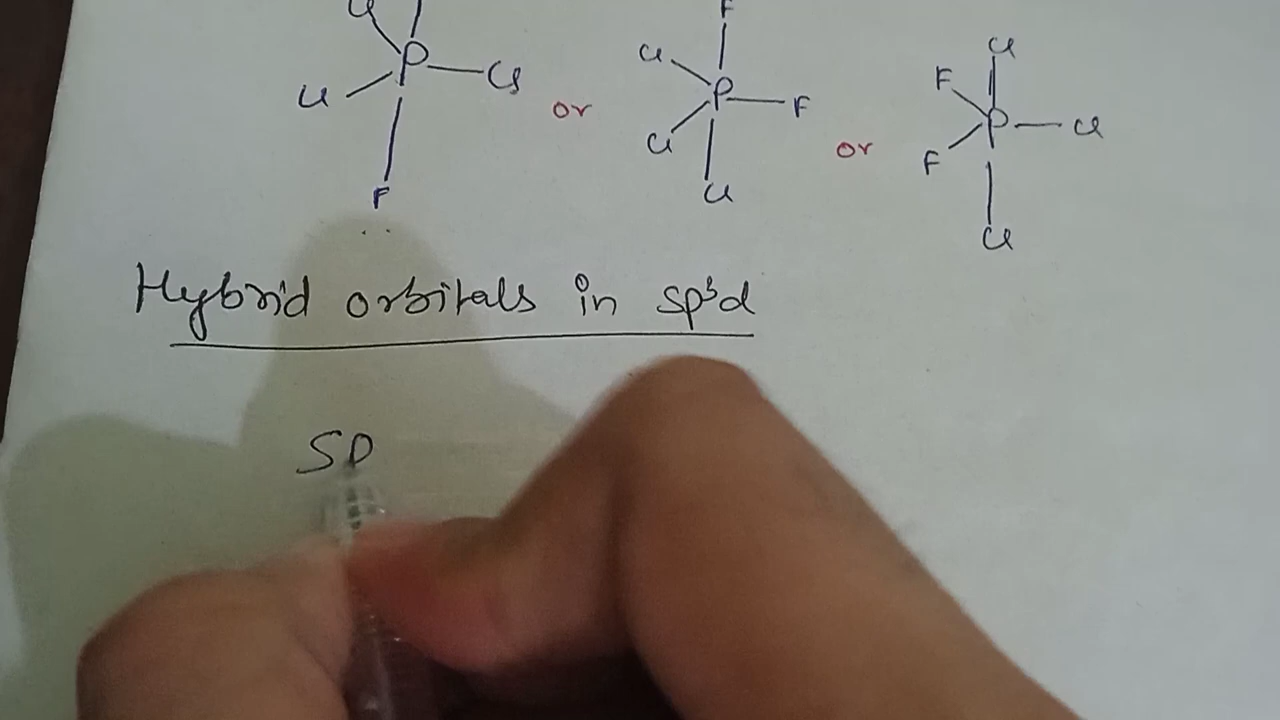 Cl P Cl Cl F
or
F Cl P F Cl Cl
or
Cl F P Cl F Cl
Hybrid orbitals in sp³d
SP